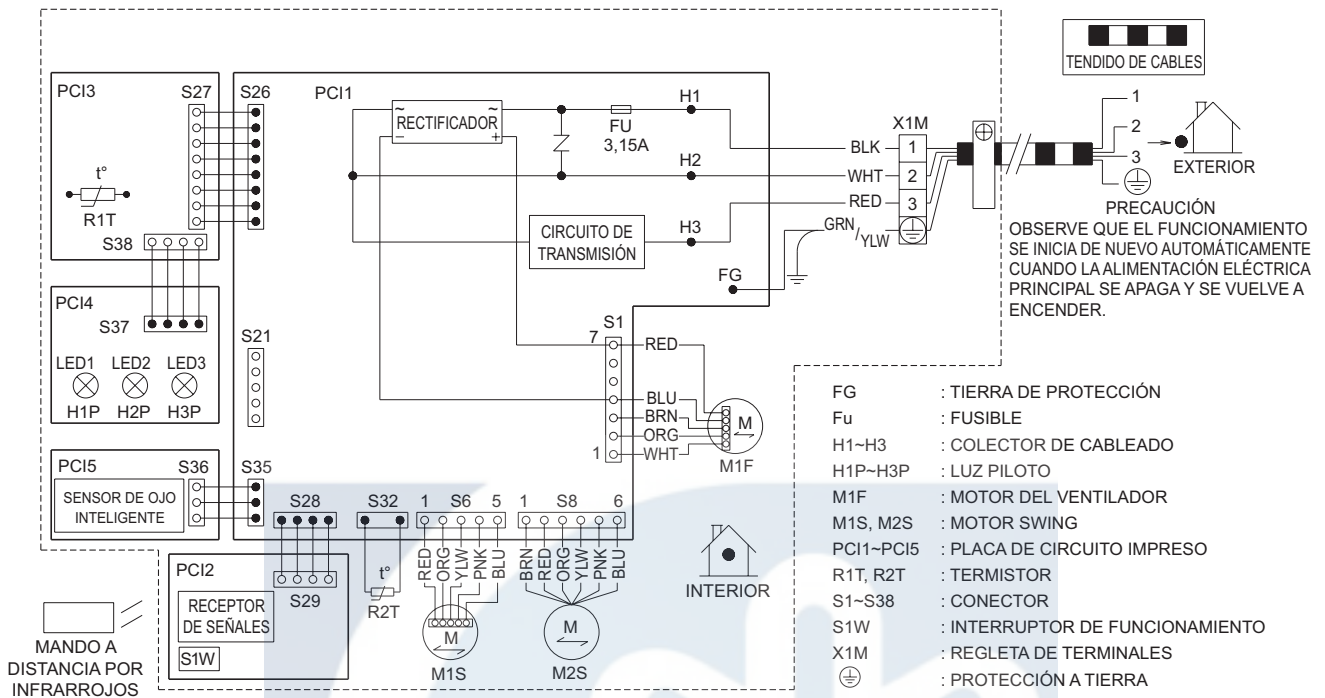 TENDIDO DE CABLES
PCI3
S27
S26
PCI1
~
~
RECTIFICADOR
−
+
FU
3,15A
H1
H2
H3
X1M
BLK
1
WHT
2
RED
3
GRN/YLW
1
2
3
EXTERIOR
t°
R1T
S38
CIRCUITO DE
TRANSMISIÓN
FG
PRECAUCIÓN
OBSERVE QUE EL FUNCIONAMIENTO
SE INICIA DE NUEVO AUTOMÁTICAMENTE
CUANDO LA ALIMENTACIÓN ELÉCTRICA
PRINCIPAL SE APAGA Y SE VUELVE A
ENCENDER.
PCI4
S37
LED1 LED2 LED3
H1P H2P H3P
S21
S1
7
RED
BLU
BRN
ORG
1
WHT
M
M1F
PCI5
S36
S35
SENSOR DE OJO
INTELIGENTE
S28
S32
1 S6 5
1 S8 6
RED
ORG
YLW
PNK
BLU
BRN
RED
ORG
YLW
PNK
BLU
PCI2
S29
RECEPTOR
DE SEÑALES
S1W
t°
R2T
M
M1S
M
M2S
INTERIOR
MANDO A
DISTANCIA POR
INFRARROJOS
FG : TIERRA DE PROTECCIÓN
Fu : FUSIBLE
H1~H3 : COLECTOR DE CABLEADO
H1P~H3P : LUZ PILOTO
M1F : MOTOR DEL VENTILADOR
M1S, M2S : MOTOR SWING
PCI1~PCI5 : PLACA DE CIRCUITO IMPRESO
R1T, R2T : TERMISTOR
S1~S38 : CONECTOR
S1W : INTERRUPTOR DE FUNCIONAMIENTO
X1M : REGLETA DE TERMINALES
: PROTECCIÓN A TIERRA